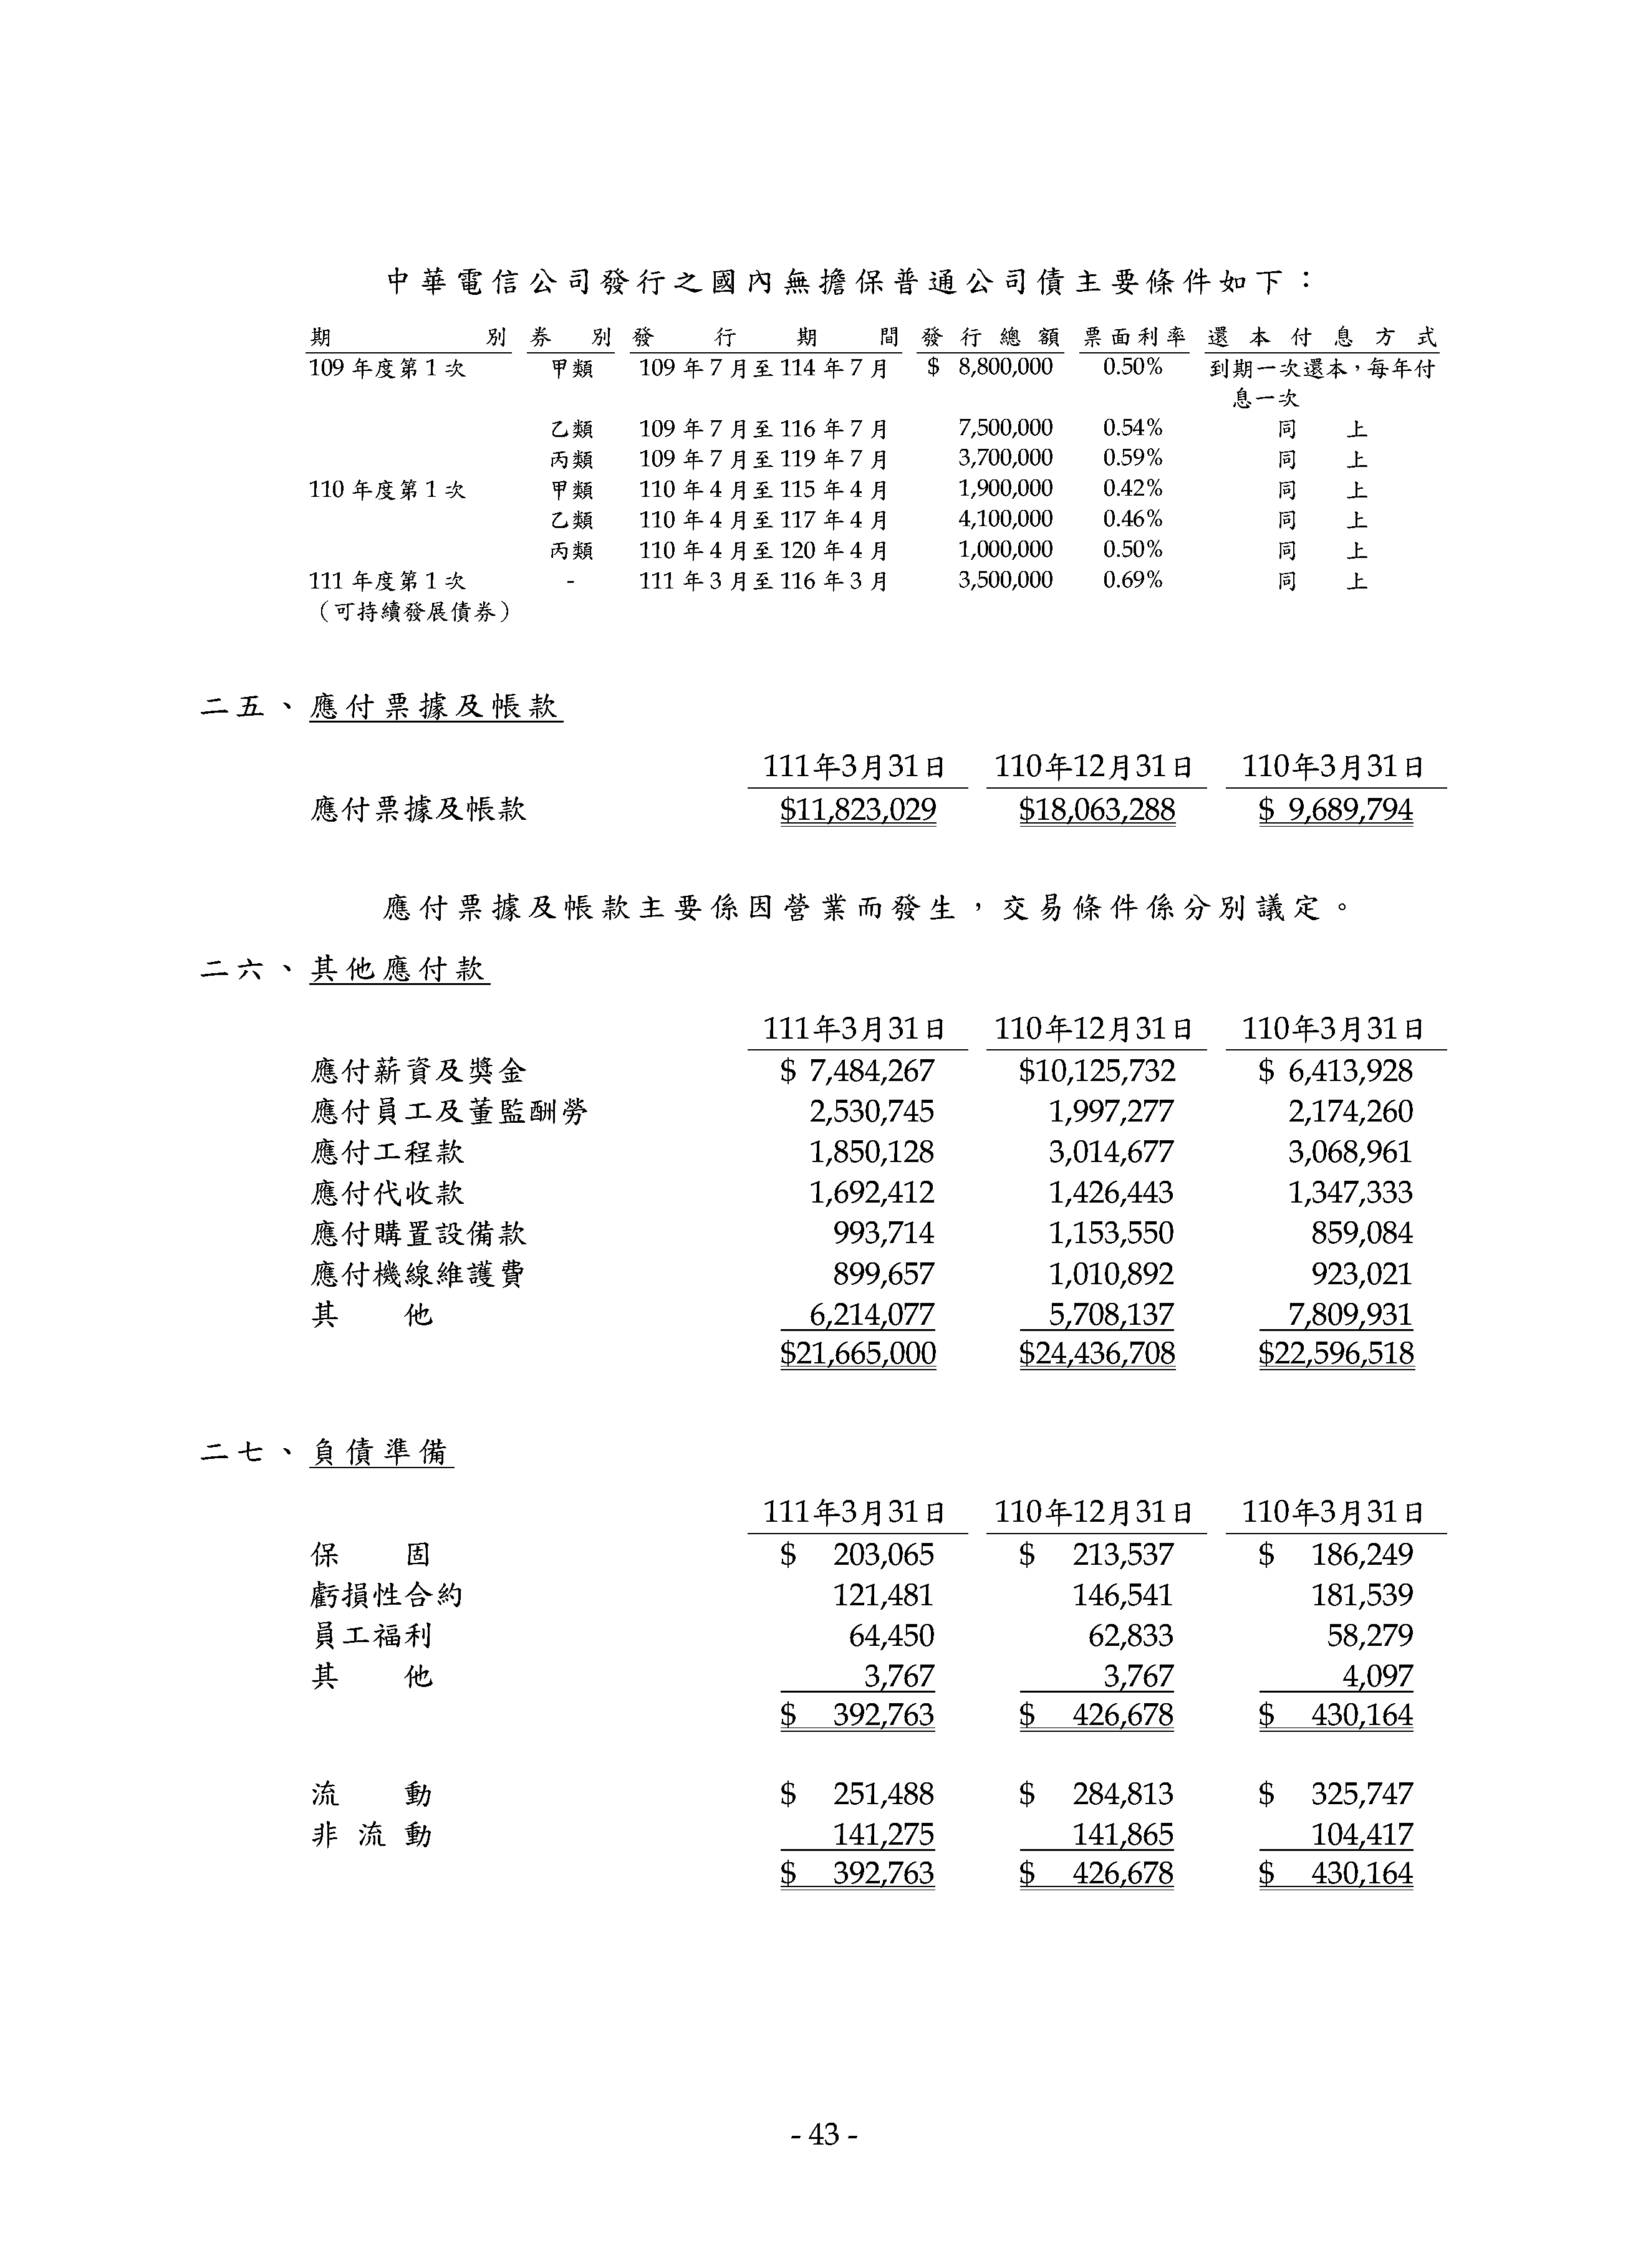 中華電信公司發行之國內無擔保普通公司債主要條件如下：
期別 券別 發行期間 發行總額 票面利率 還本付息方式
109 年度第 1 次 甲類 109 年 7 月至 114 年 7 月 $ 8,800,000 0.50% 到期一次還本，每年付
息一次
乙類 109 年 7 月至 116 年 7 月 7,500,000 0.54% 同上
丙類 109 年 7 月至 119 年 7 月 3,700,000 0.59% 同上
110 年度第 1 次 甲類 110 年 4 月至 115 年 4 月 1,900,000 0.42% 同上
乙類 110 年 4 月至 117 年 4 月 4,100,000 0.46% 同上
丙類 110 年 4 月至 120 年 4 月 1,000,000 0.50% 同上
111 年度第 1 次 - 111 年 3 月至 116 年 3 月 3,500,000 0.69% 同上
（可持續發展債券）
二五、應付票據及帳款
111年3月31日 110年12月31日 110年3月31日
應付票據及帳款 $11,823,029 $18,063,288 $ 9,689,794
應付票據及帳款主要係因營業而發生，交易條件係分別議定。
二六、其他應付款
111年3月31日 110年12月31日 110年3月31日
應付薪資及獎金 $ 7,484,267 $10,125,732 $ 6,413,928
應付員工及董監酬勞 2,530,745 1,997,277 2,174,260
應付工程款 1,850,128 3,014,677 3,068,961
應付代收款 1,692,412 1,426,443 1,347,333
應付購置設備款 993,714 1,153,550 859,084
應付機線維護費 899,657 1,010,892 923,021
其他 6,214,077 5,708,137 7,809,931
$21,665,000 $24,436,708 $22,596,518
二七、負債準備
111年3月31日 110年12月31日 110年3月31日
保固 $ 203,065 $ 213,537 $ 186,249
虧損性合約 121,481 146,541 181,539
員工福利 64,450 62,833 58,279
其他 3,767 3,767 4,097
$ 392,763 $ 426,678 $ 430,164
流動 $ 251,488 $ 284,813 $ 325,747
非流動 141,275 141,865 104,417
$ 392,763 $ 426,678 $ 430,164
- 43 -